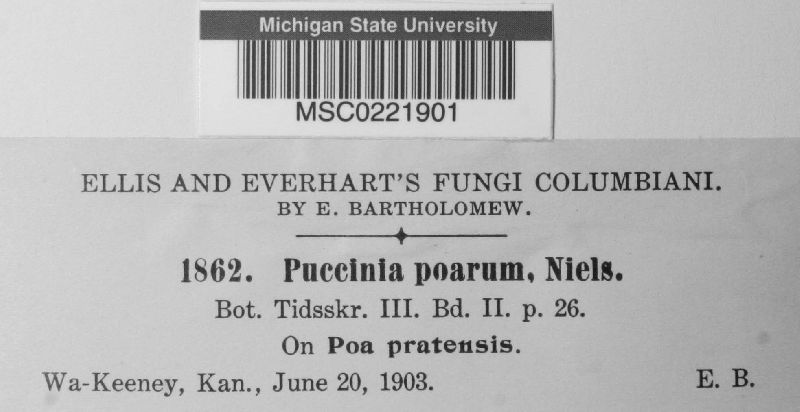 Michigan State University
MSC0221901
ELLIS AND EVERHART'S FUNGI COLUMBIANI.
BY E. BARTHOLOMEW.
1862. Puccinia poarum, Niels.
Bot. Tidsskr. III. Bd. II. p. 26.
On Poa pratensis.
Wa-Keeney, Kan., June 20, 1903. E. B.